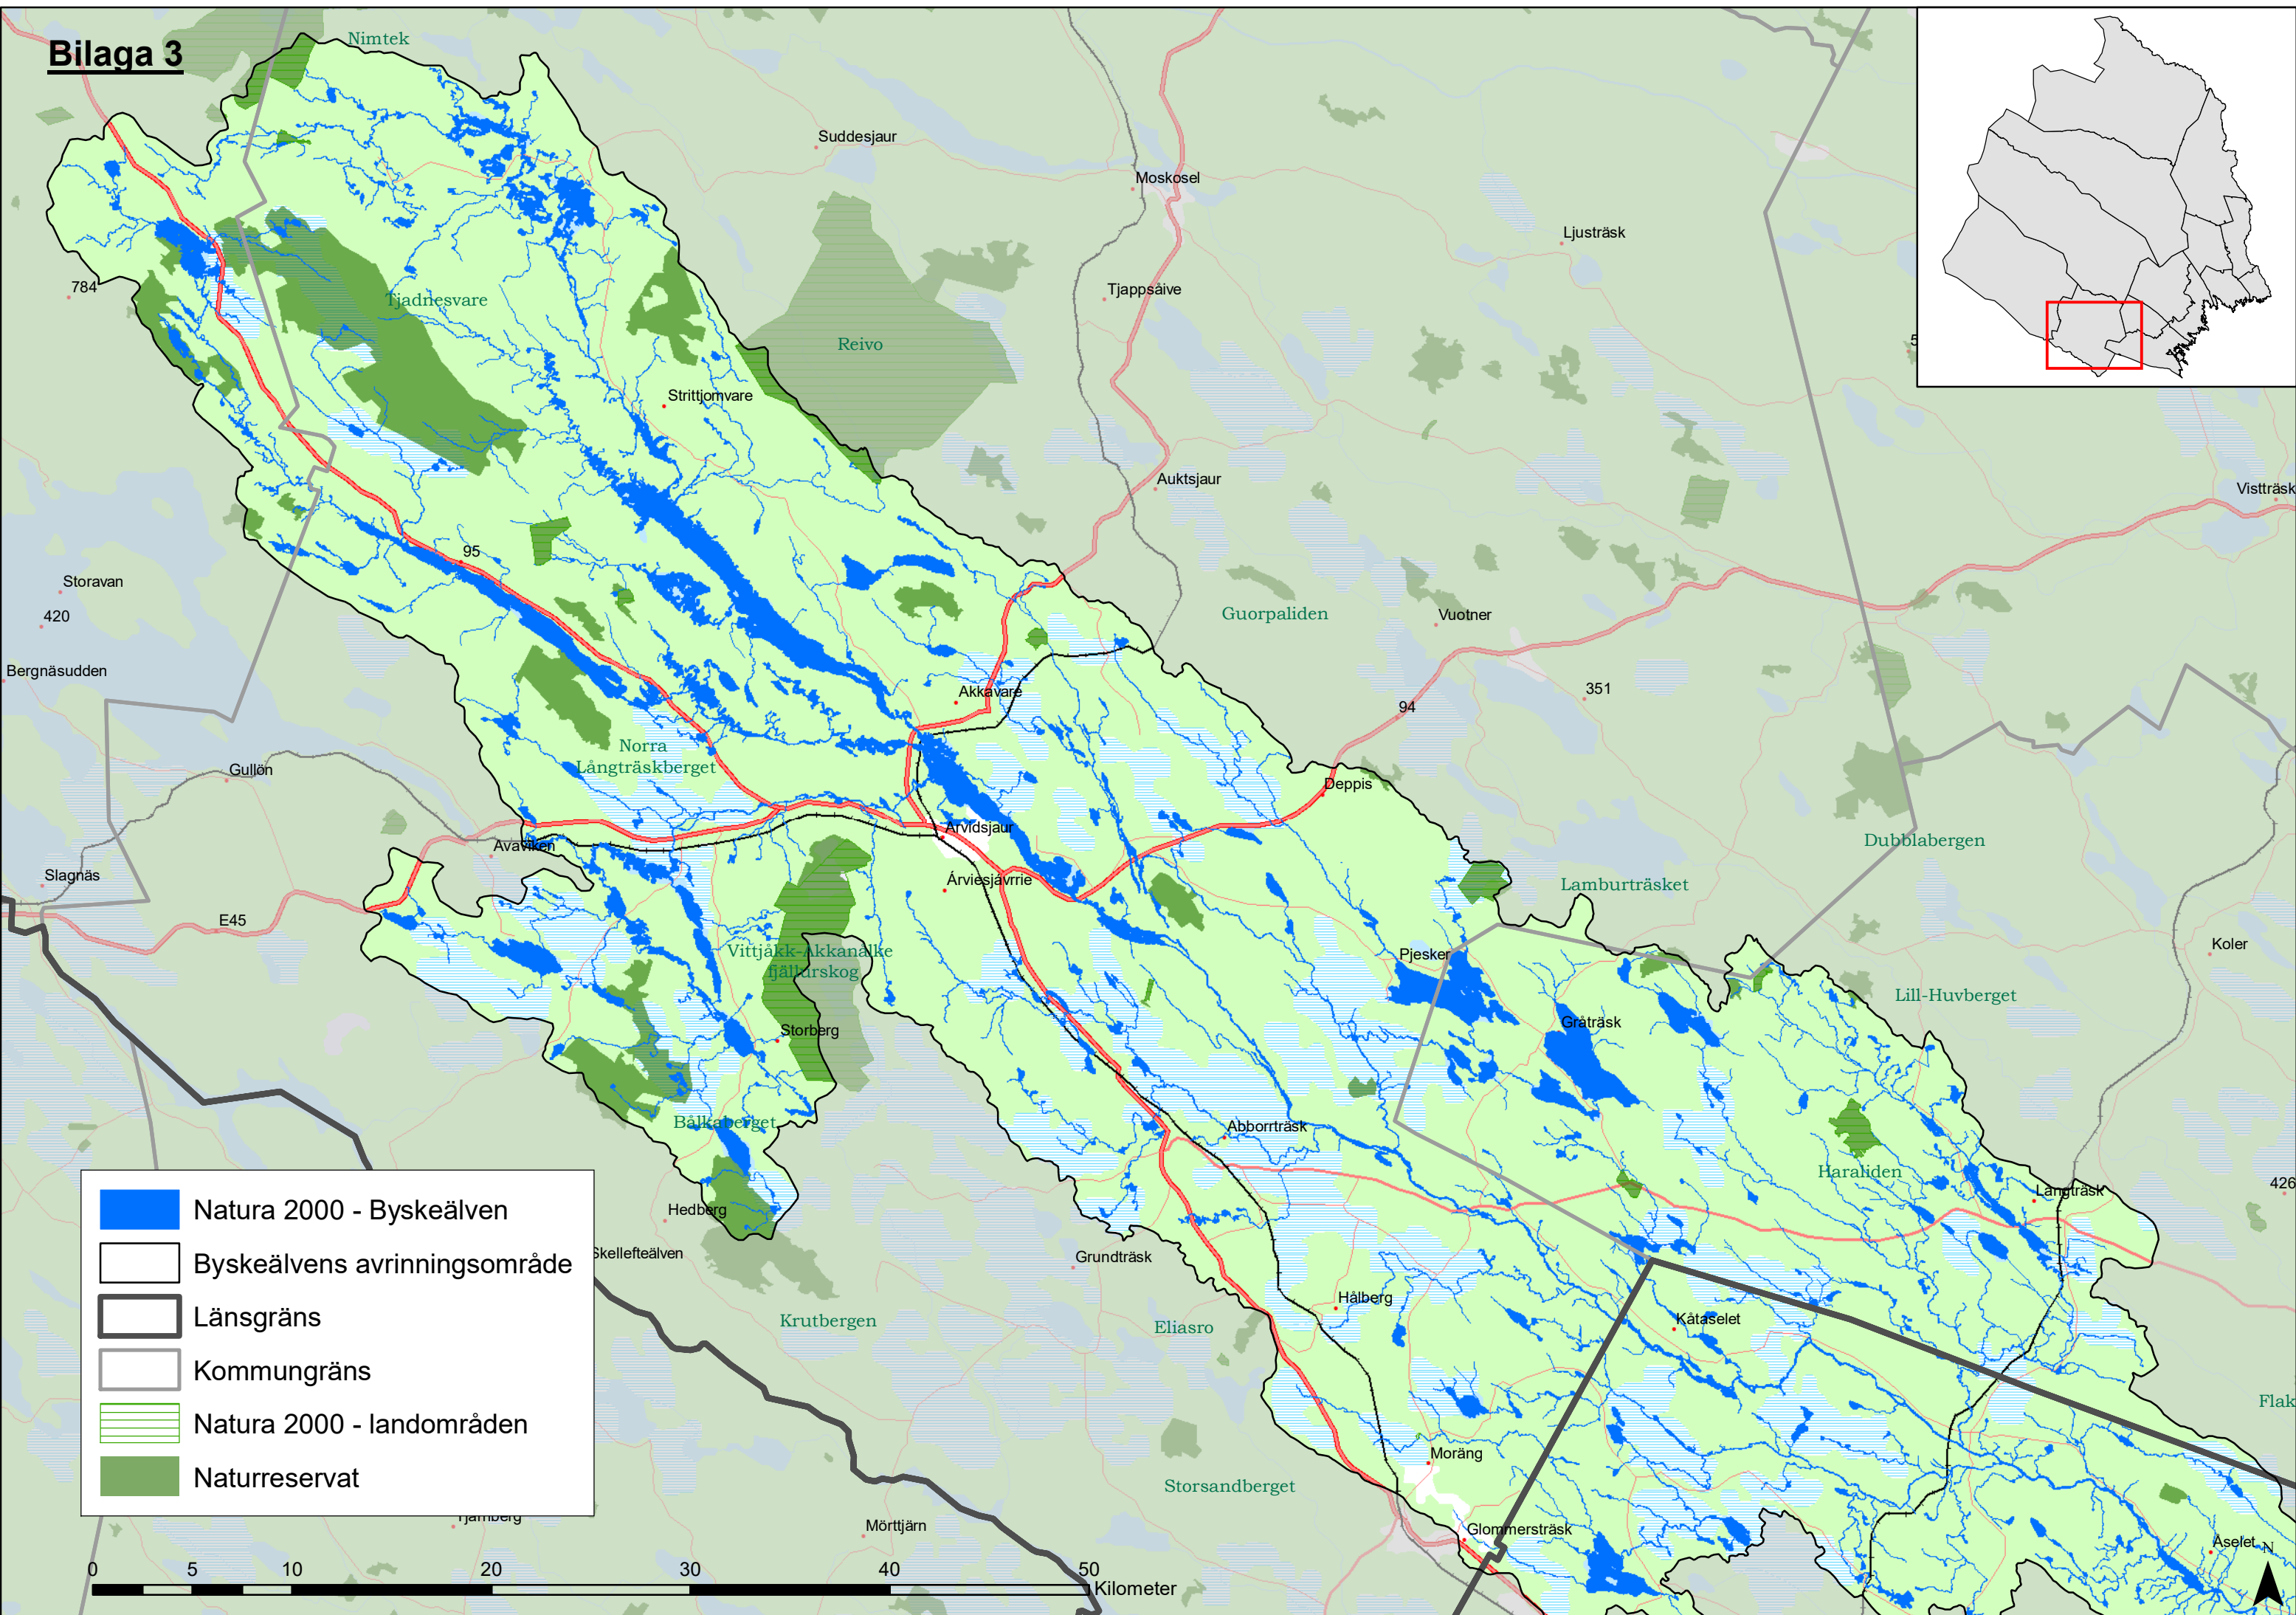 Bilaga 3
Nimtek
Suddesjaur
Moskosel
Ljusträsk
784
Tjadnesvare
Tjappsåive
Reivo
5
Strittjomvare
Auktsjaur
Vistträsk
95
Storavan
420
Guorpaliden
Vuotner
Bergnäsudden
Akkavare
351
94
Norra
Långträskberget
Gullön
Deppis
Arvidsjaur
Avaviken
Dubblabergen
Slagnäs
Árviesjávrrie
Lamburträsket
E45
Vittjåkk-Akkanålke
fjällurskog
Pjesker
Koler
Lill-Huvberget
Storberg
Gråträsk
Bålkaberget
Abborrträsk
Haraliden
Långträsk
426
Hedberg
Skellefteälven
Grundträsk
Hålberg
Kåtaselet
Krutbergen
Eliasro
Flak
Moräng
Storsandberget
Mörttjärn
Glommersträsk
Åselet
N
Natura 2000 - Byskeälven
Byskeälvens avrinningsområde
Länsgräns
Kommungräns
Natura 2000 - landområden
Naturreservat
0 5 10 20 30 40 50
Kilometer